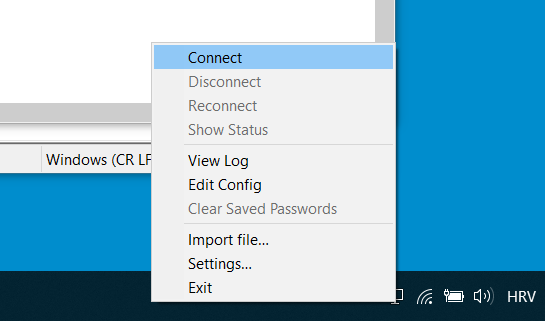 Connect
Disconnect
Reconnect
Show Status
Windows (CR LF
View Log
Edit Config
Clear Saved Passwords
Import file...
Settings...
Exit
HRV